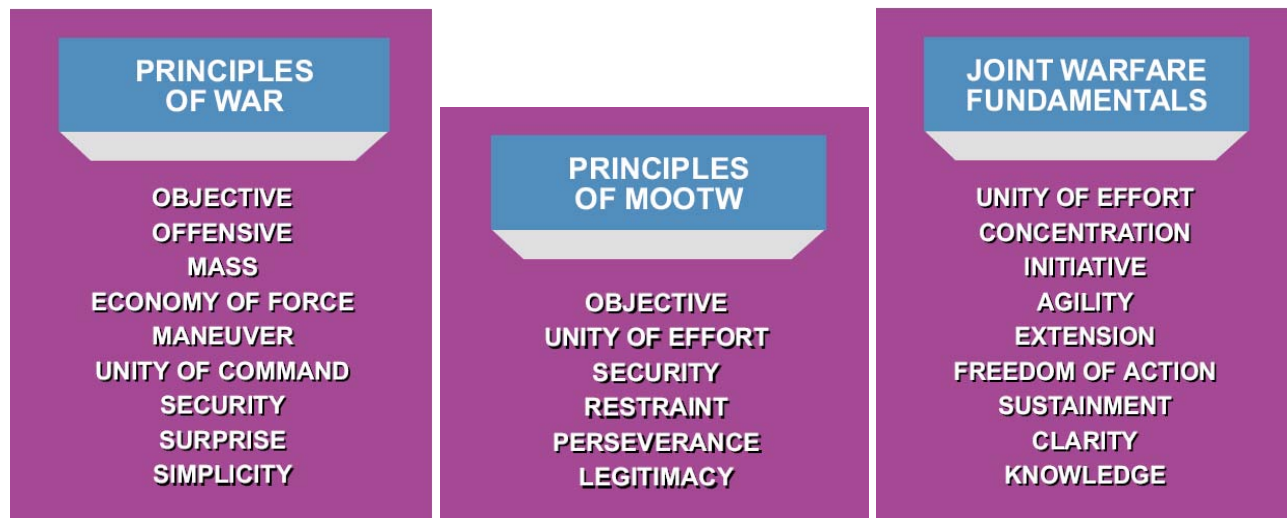 PRINCIPLES
OF WAR
OBJECTIVE
OFFENSIVE
MASS
ECONOMY OF FORCE
MANEUVER
UNITY OF COMMAND
SECURITY
SURPRISE
SIMPLICITY
PRINCIPLES
OF MOOTW
OBJECTIVE
UNITY OF EFFORT
SECURITY
RESTRAINT
PERSEVERANCE
LEGITIMACY
JOINT WARFARE
FUNDAMENTALS
UNITY OF EFFORT
CONCENTRATION
INITIATIVE
AGILITY
EXTENSION
FREEDOM OF ACTION
SUSTAINMENT
CLARITY
KNOWLEDGE